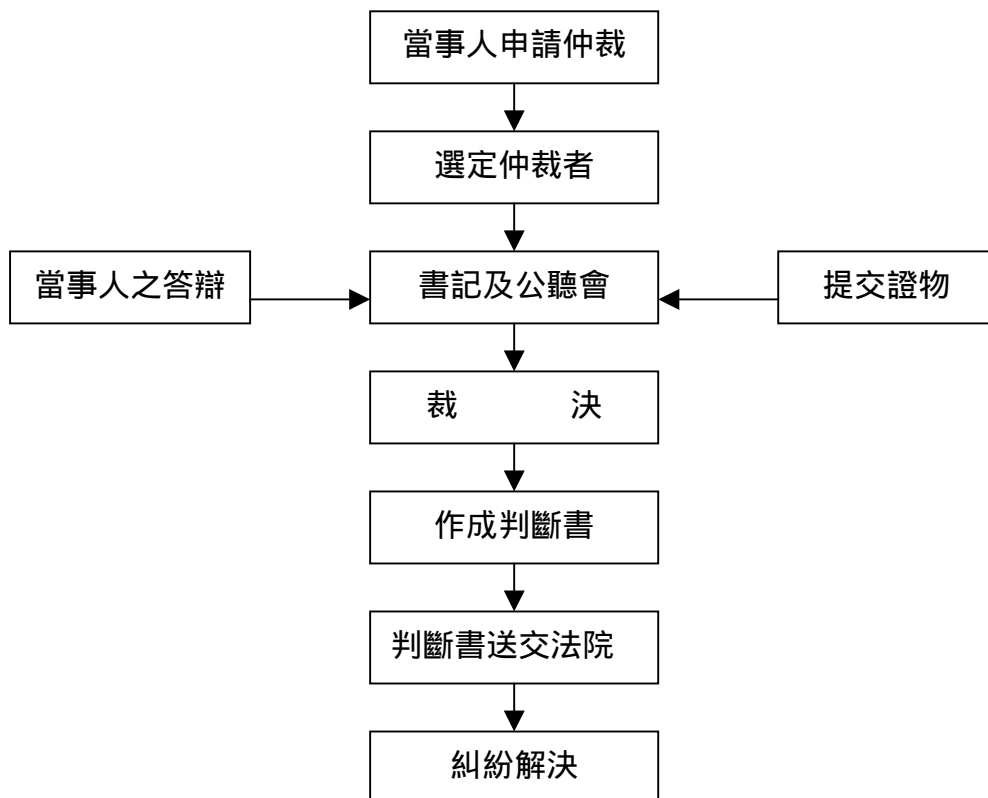 當事人申請仲裁
選定仲裁者
當事人之答辯
書記及公聽會
提交證物
裁 決
作成判斷書
判斷書送交法院
糾紛解決